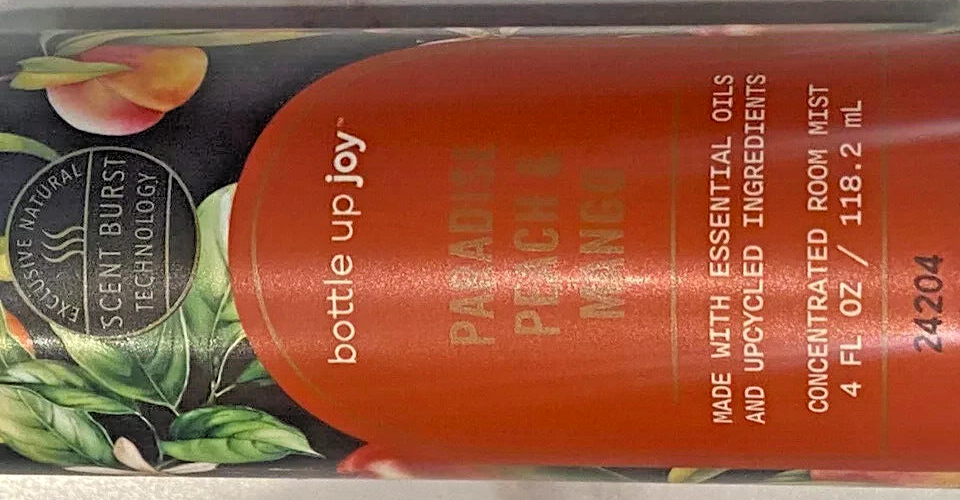 EXCLUSIVE NATURAL
SCENT BURST
TECHNOLOGY
bottle up joy™
PARADISE
PEACH &
MANGO
MADE WITH ESSENTIAL OILS
AND UPCYCLED INGREDIENTS
CONCENTRATED ROOM MIST
4 FL OZ / 118.2 mL
24204